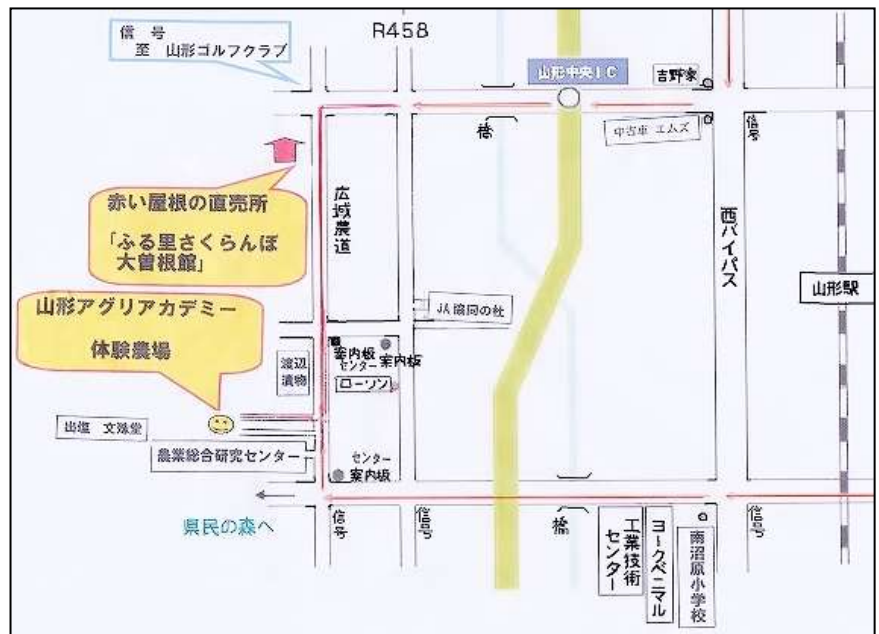 信 号
至 山形ゴルフクラブ
R458
山形中央IC
吉野家
橋
中古車 エムズ
信号
赤い屋根の直売所
「ふる里さくらんぼ
大曽根館」
広域農道
西バイパス
山形駅
山形アグリアカデミー
体験農場
JA協同の杜
渡辺
漬物
案内板
センター
案内板
ローソン
出塩 文殊堂
農業総合研究センター
センター
案内板
県民の森へ
信号
信号
橋
工業技術
センター
ヨークベニマル
南沼原小学校
信号